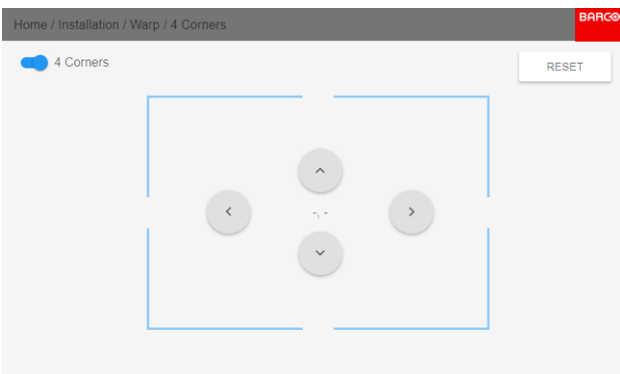 Home / Installation / Warp / 4 Corners
BARCO
4 Corners
RESET
-, -